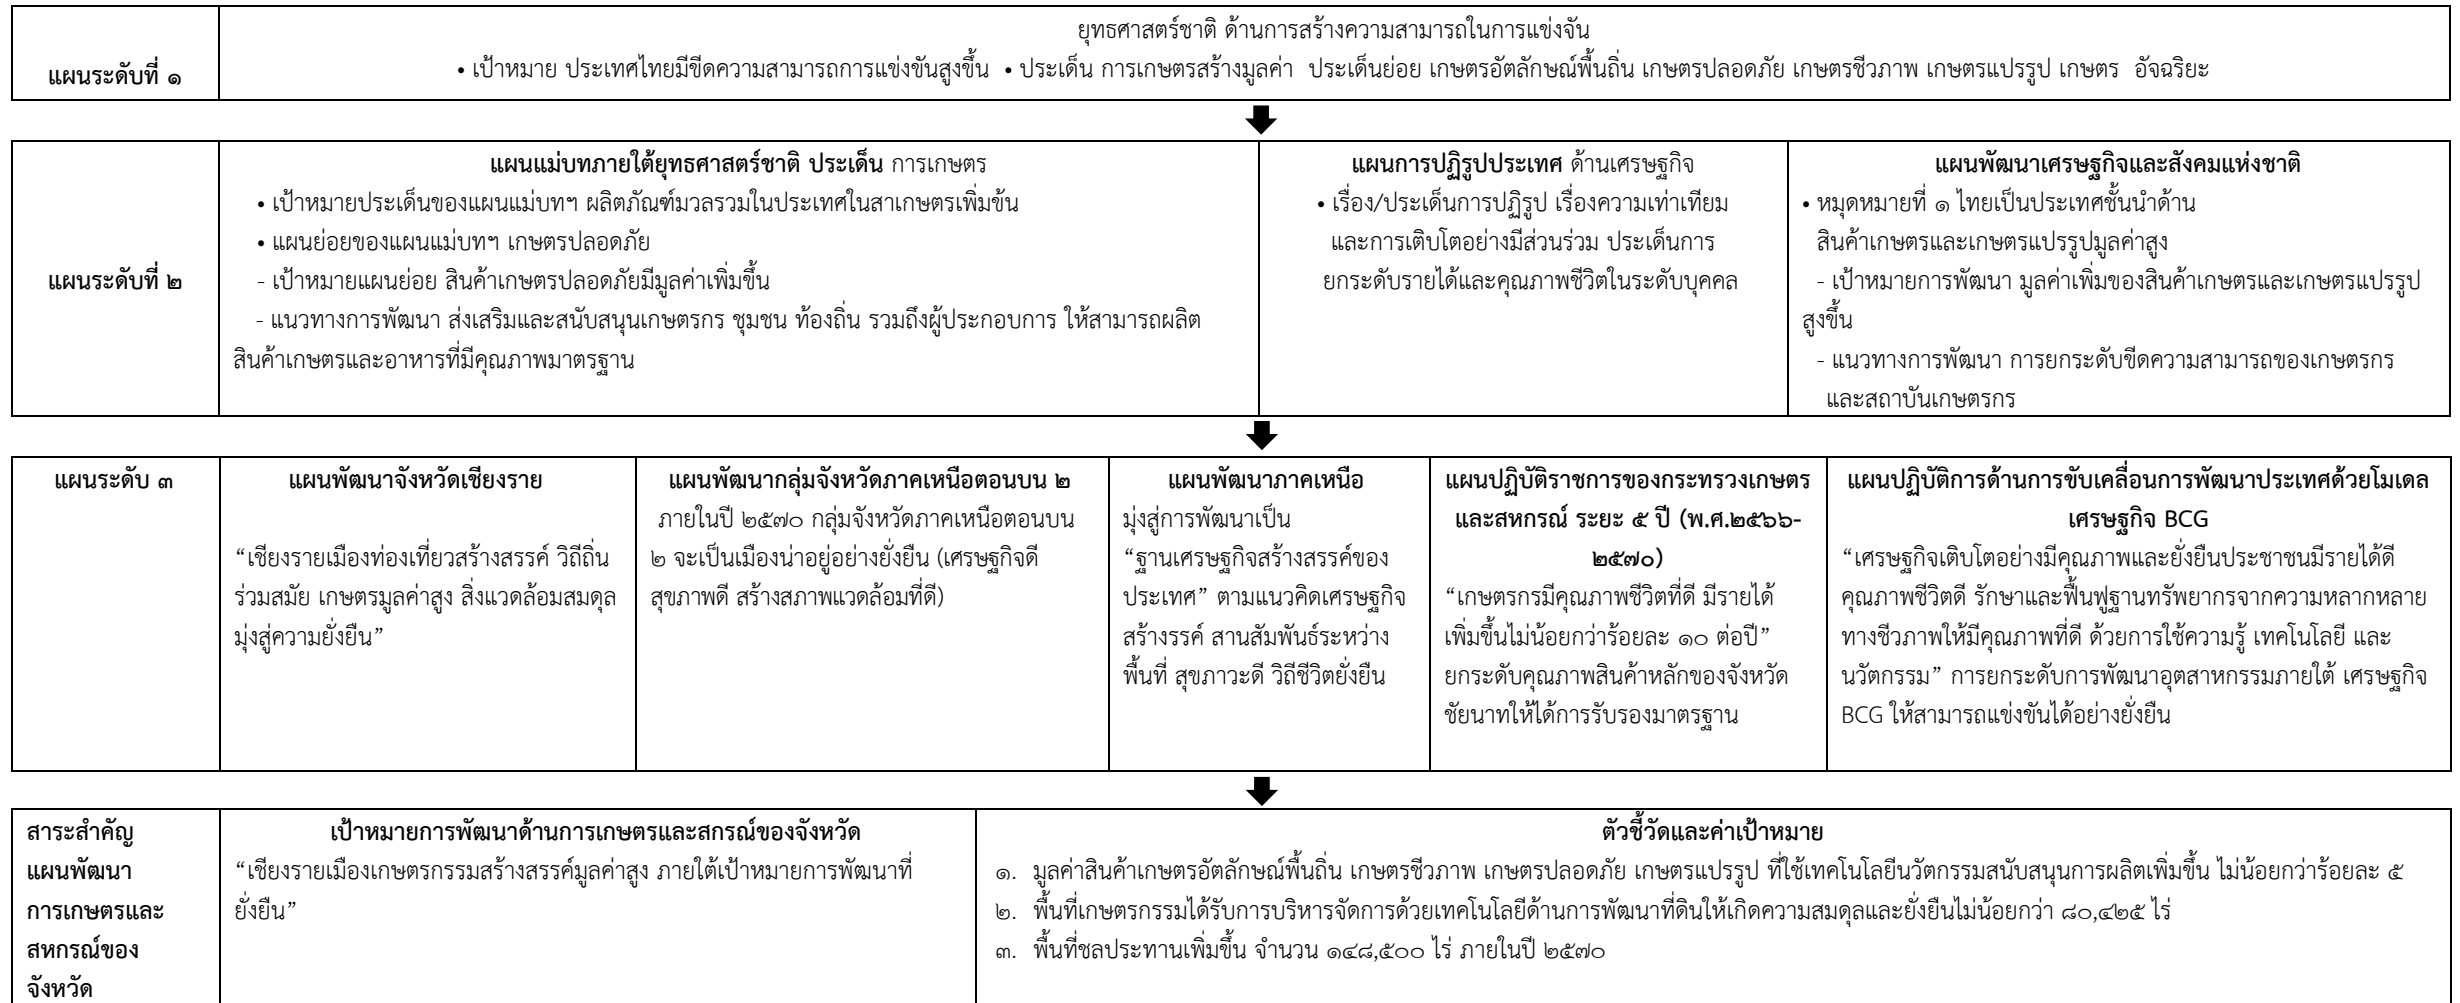 ยุทธศาสตร์ชาติ ด้านการสร้างความสามารถในการแข่งจัน
แผนระดับที่ ๑
• เป้าหมาย ประเทศไทยมีขีดความสามารถการแข่งขันสูงขึ้น • ประเด็น การเกษตรสร้างมูลค่า ประเด็นย่อย เกษตรอัตลักษณ์พื้นถิ่น เกษตรปลอดภัย เกษตรชีวภาพ เกษตรแปรรูป เกษตร อัจฉริยะ
แผนระดับที่ ๒
แผนแม่บทภายใต้ยุทธศาสตร์ชาติ ประเด็น การเกษตร
• เป้าหมายประเด็นของแผนแม่บทฯ ผลิตภัณฑ์มวลรวมในประเทศในสาเกษตรเพิ่มข้น
• แผนย่อยของแผนแม่บทฯ เกษตรปลอดภัย
- เป้าหมายแผนย่อย สินค้าเกษตรปลอดภัยมีมูลค่าเพิ่มขึ้น
- แนวทางการพัฒนา ส่งเสริมและสนับสนุนเกษตรกร ชุมชน ท้องถิ่น รวมถึงผู้ประกอบการ ให้สามารถผลิต
สินค้าเกษตรและอาหารที่มีคุณภาพมาตรฐาน
แผนการปฏิรูปประเทศ ด้านเศรษฐกิจ
• เรื่อง/ประเด็นการปฏิรูป เรื่องความเท่าเทียม
และการเติบโตอย่างมีส่วนร่วม ประเด็นการ
ยกระดับรายได้และคุณภาพชีวิตในระดับบุคคล
แผนพัฒนาเศรษฐกิจและสังคมแห่งชาติ
• หมุดหมายที่ ๑ ไทยเป็นประเทศชั้นนำด้าน
สินค้าเกษตรและเกษตรแปรรูปมูลค่าสูง
- เป้าหมายการพัฒนา มูลค่าเพิ่มของสินค้าเกษตรและเกษตรแปรรูป
สูงขึ้น
- แนวทางการพัฒนา การยกระดับขีดความสามารถของเกษตรกร
และสถาบันเกษตรกร
แผนระดับ ๓
แผนพัฒนาจังหวัดเชียงราย
“เชียงรายเมืองท่องเที่ยวสร้างสรรค์ วิถีถิ่น
ร่วมสมัย เกษตรมูลค่าสูง สิ่งแวดล้อมสมดุล
มุ่งสู่ความยั่งยืน”
แผนพัฒนากลุ่มจังหวัดภาคเหนือตอนบน ๒
ภายในปี ๒๕๗๐ กลุ่มจังหวัดภาคเหนือตอนบน
๒ จะเป็นเมืองน่าอยู่อย่างยั่งยืน (เศรษฐกิจดี
สุขภาพดี สร้างสภาพแวดล้อมที่ดี)
แผนพัฒนาภาคเหนือ
มุ่งสู่การพัฒนาเป็น
“ฐานเศรษฐกิจสร้างสรรค์ของ
ประเทศ” ตามแนวคิดเศรษฐกิจ
สร้างรรค์ สานสัมพันธ์ระหว่าง
พื้นที่ สุขภาวะดี วิถีชีวิตยั่งยืน
แผนปฏิบัติราชการของกระทรวงเกษตร
และสหกรณ์ ระยะ ๕ ปี (พ.ศ.๒๕๖๖-
๒๕๗๐)
“เกษตรกรมีคุณภาพชีวิตที่ดี มีรายได้
เพิ่มขึ้นไม่น้อยกว่าร้อยละ ๑๐ ต่อปี”
ยกระดับคุณภาพสินค้าหลักของจังหวัด
ชัยนาทให้ได้การรับรองมาตรฐาน
แผนปฏิบัติการด้านการขับเคลื่อนการพัฒนาประเทศด้วยโมเดล
เศรษฐกิจ BCG
“เศรษฐกิจเติบโตอย่างมีคุณภาพและยั่งยืนประชาชนมีรายได้ดี
คุณภาพชีวิตดี รักษาและฟื้นฟูฐานทรัพยากรจากความหลากหลาย
ทางชีวภาพให้มีคุณภาพที่ดี ด้วยการใช้ความรู้ เทคโนโลยี และ
นวัตกรรม” การยกระดับการพัฒนาอุตสาหกรรมภายใต้ เศรษฐกิจ
BCG ให้สามารถแข่งขันได้อย่างยั่งยืน
สาระสำคัญ
แผนพัฒนา
การเกษตรและ
สหกรณ์ของ
จังหวัด
เป้าหมายการพัฒนาด้านการเกษตรและสกรณ์ของจังหวัด
“เชียงรายเมืองเกษตรกรรมสร้างสรรค์มูลค่าสูง ภายใต้เป้าหมายการพัฒนาที่
ยั่งยืน”
ตัวชี้วัดและค่าเป้าหมาย
๑. มูลค่าสินค้าเกษตรอัตลักษณ์พื้นถิ่น เกษตรชีวภาพ เกษตรปลอดภัย เกษตรแปรรูป ที่ใช้เทคโนโลยีนวัตกรรมสนับสนุนการผลิตเพิ่มขึ้น ไม่น้อยกว่าร้อยละ ๕
๒. พื้นที่เกษตรกรรมได้รับการบริหารจัดการด้วยเทคโนโลยีด้านการพัฒนาที่ดินให้เกิดความสมดุลและยั่งยืนไม่น้อยกว่า ๘๐,๔๒๕ ไร่
๓. พื้นที่ชลประทานเพิ่มขึ้น จำนวน ๑๔๘,๕๐๐ ไร่ ภายในปี ๒๕๗๐